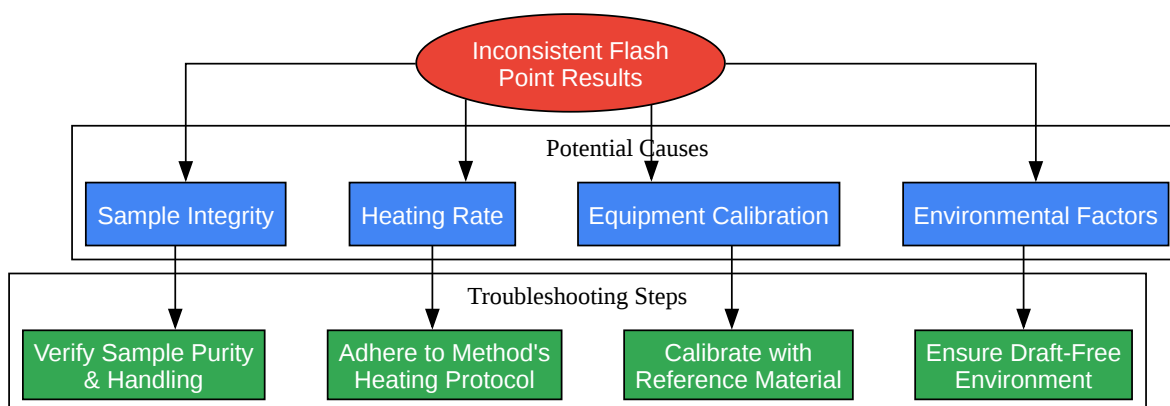 Inconsistent Flash
Point Results
Potential Causes
Sample Integrity
Heating Rate
Equipment Calibration
Environmental Factors
Troubleshooting Steps
Verify Sample Purity
& Handling
Adhere to Method's
Heating Protocol
Calibrate with
Reference Material
Ensure Draft-Free
Environment